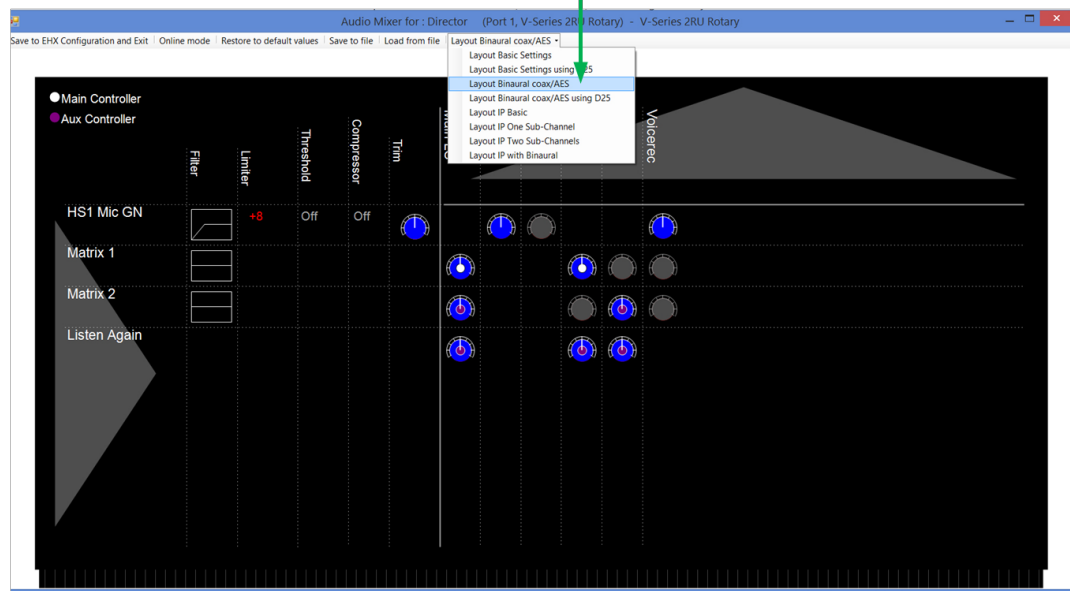 Audio Mixer for : Director (Port 1, V-Series 2RU Rotary) - V-Series 2RU Rotary
Save to EHX Configuration and Exit Online mode Restore to default values Save to file Load from file Layout Binaural coax/AES
Layout Basic Settings
Layout Basic Settings using
Layout Binaural coax/AES
Layout Binaural coax/AES using D25
Layout IP Basic
Layout IP One Sub-Channel
Layout IP Two Sub-Channels
Layout IP with Binaural
Main Controller
Aux Controller
Filter
Limiter
Threshold
Compressor
Trim
Voicerec
HS1 Mic GN +8 Off Off
Matrix 1
Matrix 2
Listen Again